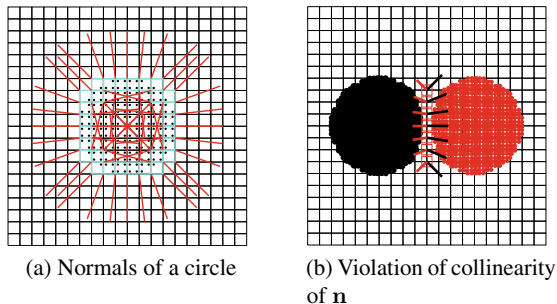 (a) Normals of a circle
(b) Violation of collinearity
of n